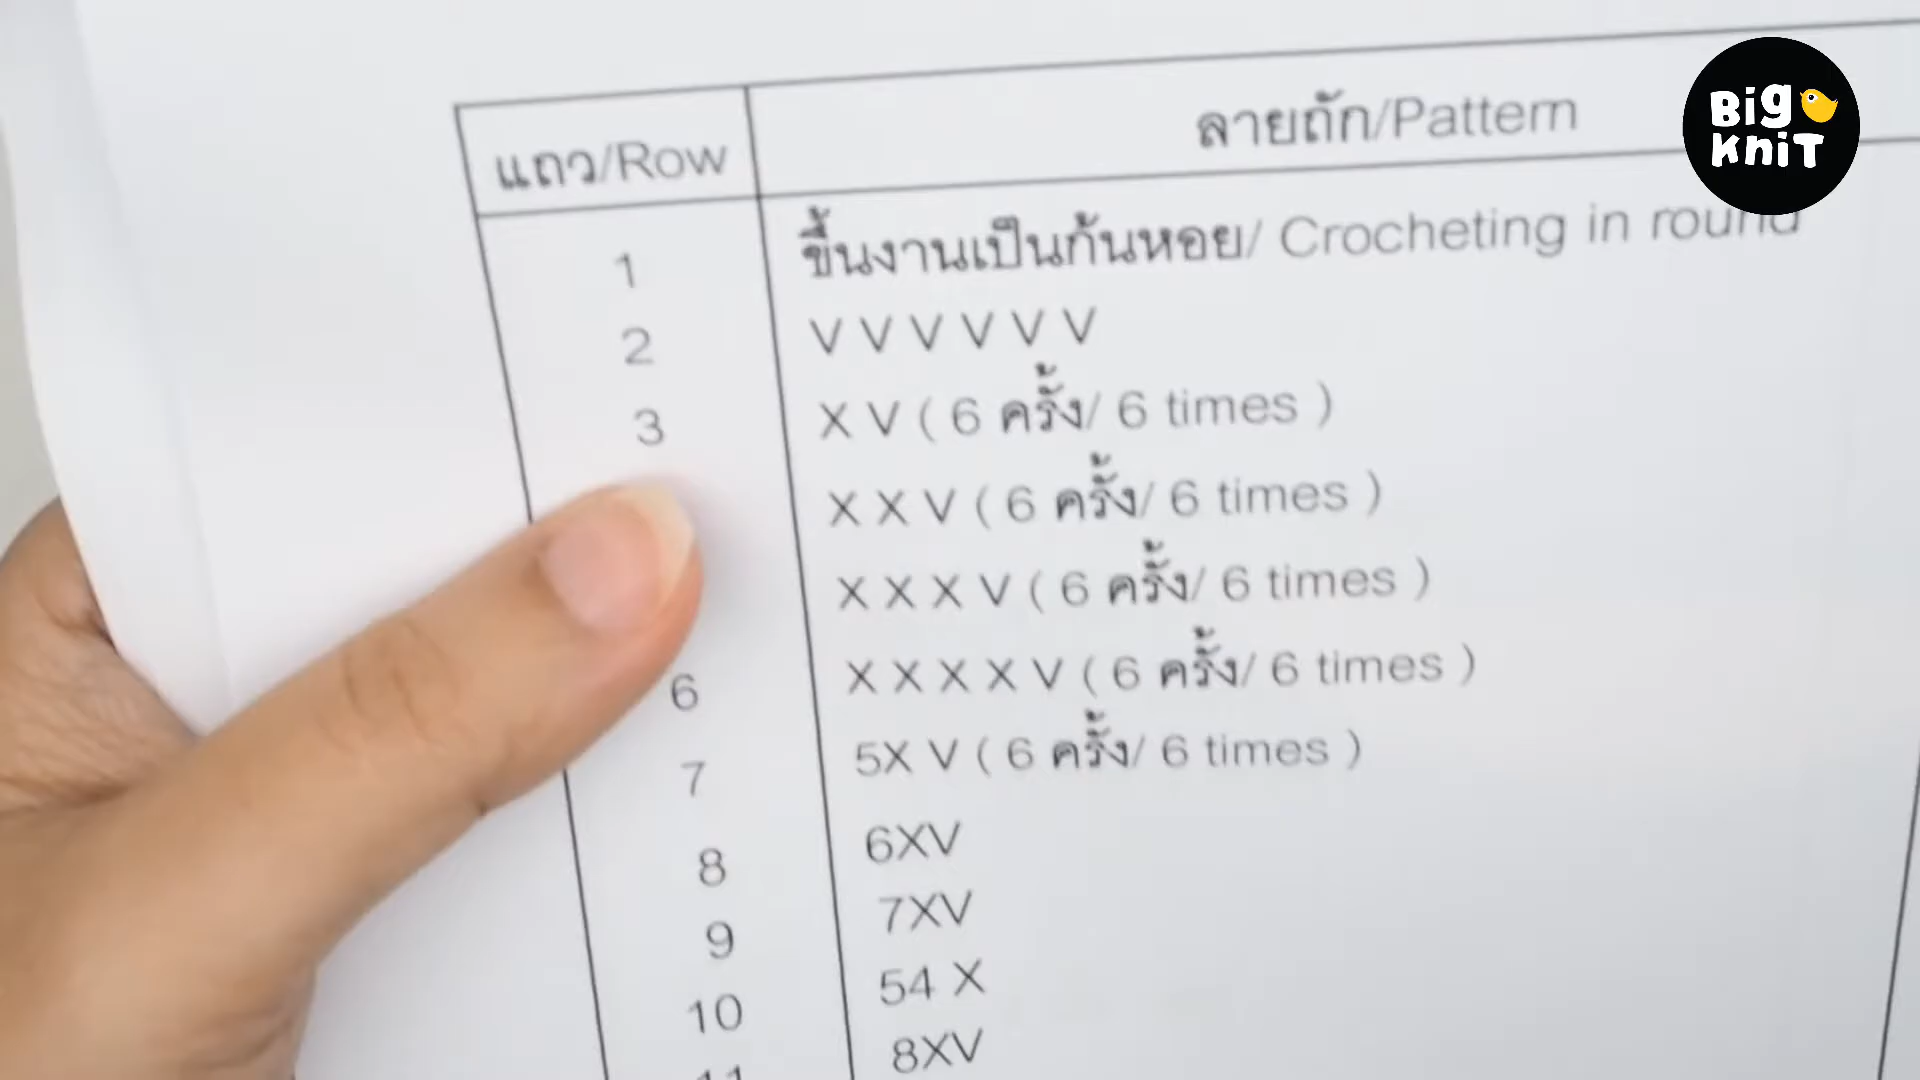 แถว/Row ลายถัก/Pattern
Big Knit
1 ขึ้นงานเป็นก้นหอย/ Crocheting in round
2 V V V V V V
3 X V ( 6 ครั้ง/ 6 times )
X X V ( 6 ครั้ง/ 6 times )
X X X V ( 6 ครั้ง/ 6 times )
6 X X X X V ( 6 ครั้ง/ 6 times )
7 5X V ( 6 ครั้ง/ 6 times )
8 6XV
9 7XV
10 54 X
11 8XV